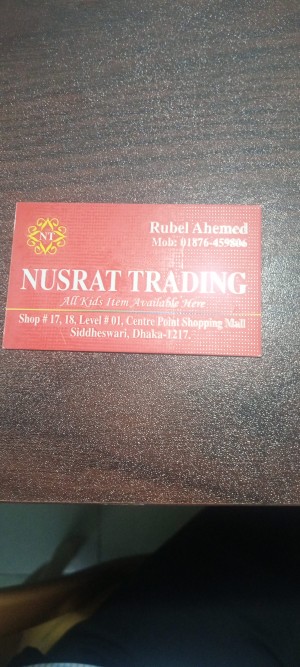 NT
Rubel Ahemed
Mob: 01876-459806
NUSRAT TRADING
All Kids Item Available Here
Shop # 17, 18, Level # 01, Centre Point Shopping Mall
Siddheswari, Dhaka-1217.